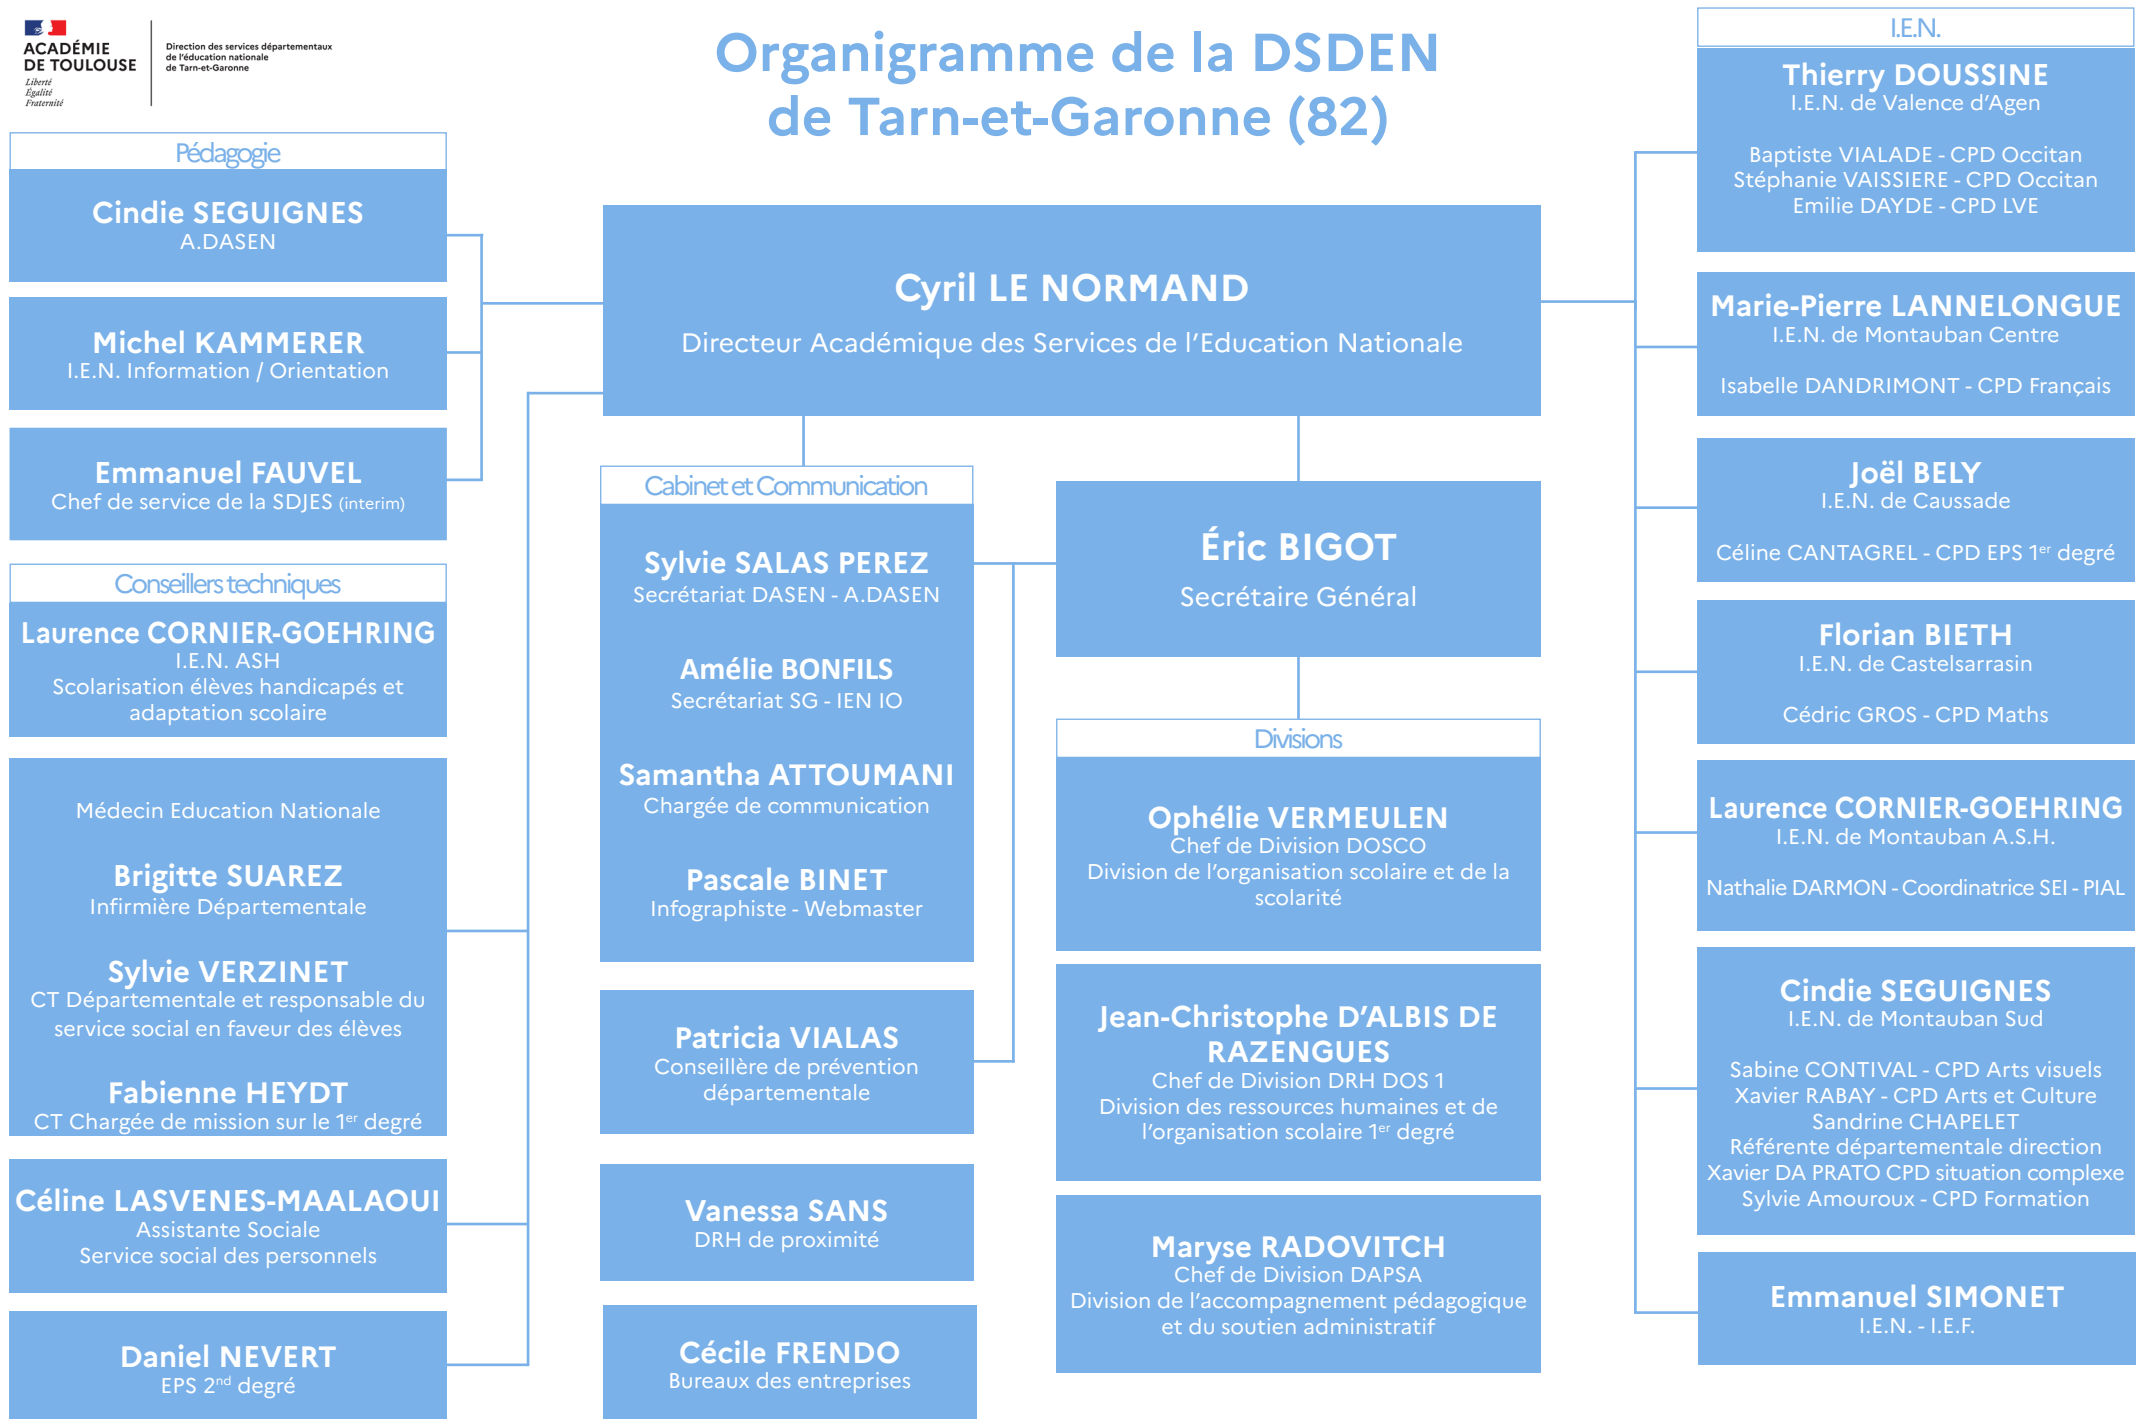 ACADÉMIE
DE TOULOUSE
Liberté
Égalité
Fraternité
Direction des services départementaux
de l'éducation nationale
de Tarn-et-Garonne
Organigramme de la DSDEN
de Tarn-et-Garonne (82)
Pédagogie
Cindie SEGUIGNES
A.DASEN
Michel KAMMERER
I.E.N. Information / Orientation
Emmanuel FAUVEL
Chef de service de la SDJES (interim)
Conseillers techniques
Laurence CORNIER-GOEHRING
I.E.N. ASH
Scolarisation élèves handicapés et
adaptation scolaire
Médecin Education Nationale
Brigitte SUAREZ
Infirmière Départementale
Sylvie VERZINET
CT Départementale et responsable du
service social en faveur des élèves
Fabienne HEYDT
CT Chargée de mission sur le 1er degré
Céline LASVENES-MAALAOUI
Assistante Sociale
Service social des personnels
Daniel NEVERT
EPS 2nd degré
Cyril LE NORMAND
Directeur Académique des Services de l'Education Nationale
Cabinet et Communication
Sylvie SALAS PEREZ
Secrétariat DASEN - A.DASEN
Amélie BONFILS
Secrétariat SG - IEN IO
Samantha ATTOUMANI
Chargée de communication
Pascale BINET
Infographiste - Webmaster
Patricia VIALAS
Conseillère de prévention
départementale
Vanessa SANS
DRH de proximité
Cécile FRENDO
Bureaux des entreprises
Éric BIGOT
Secrétaire Général
Divisions
Ophélie VERMEULEN
Chef de Division DOSCO
Division de l'organisation scolaire et de la
scolarité
Jean-Christophe D'ALBIS DE
RAZENGUES
Chef de Division DRH DOS 1
Division des ressources humaines et de
l'organisation scolaire 1er degré
Maryse RADOVITCH
Chef de Division DAPSA
Division de l'accompagnement pédagogique
et du soutien administratif
I.E.N.
Thierry DOUSSINE
I.E.N. de Valence d'Agen
Baptiste VIALADE - CPD Occitan
Stéphanie VAISSIERE - CPD Occitan
Emilie DAYDE - CPD LVE
Marie-Pierre LANNELONGUE
I.E.N. de Montauban Centre
Isabelle DANDRIMONT - CPD Français
Joël BELY
I.E.N. de Caussade
Céline CANTAGREL - CPD EPS 1er degré
Florian BIETH
I.E.N. de Castelsarrasin
Cédric GROS - CPD Maths
Laurence CORNIER-GOEHRING
I.E.N. de Montauban A.S.H.
Nathalie DARMON - Coordinatrice SEI - PIAL
Cindie SEGUIGNES
I.E.N. de Montauban Sud
Sabine CONTIVAL - CPD Arts visuels
Xavier RABAY - CPD Arts et Culture
Sandrine CHAPELET
Référente départementale direction
Xavier DA PRATO CPD situation complexe
Sylvie Amouroux - CPD Formation
Emmanuel SIMONET
I.E.N. - I.E.F.